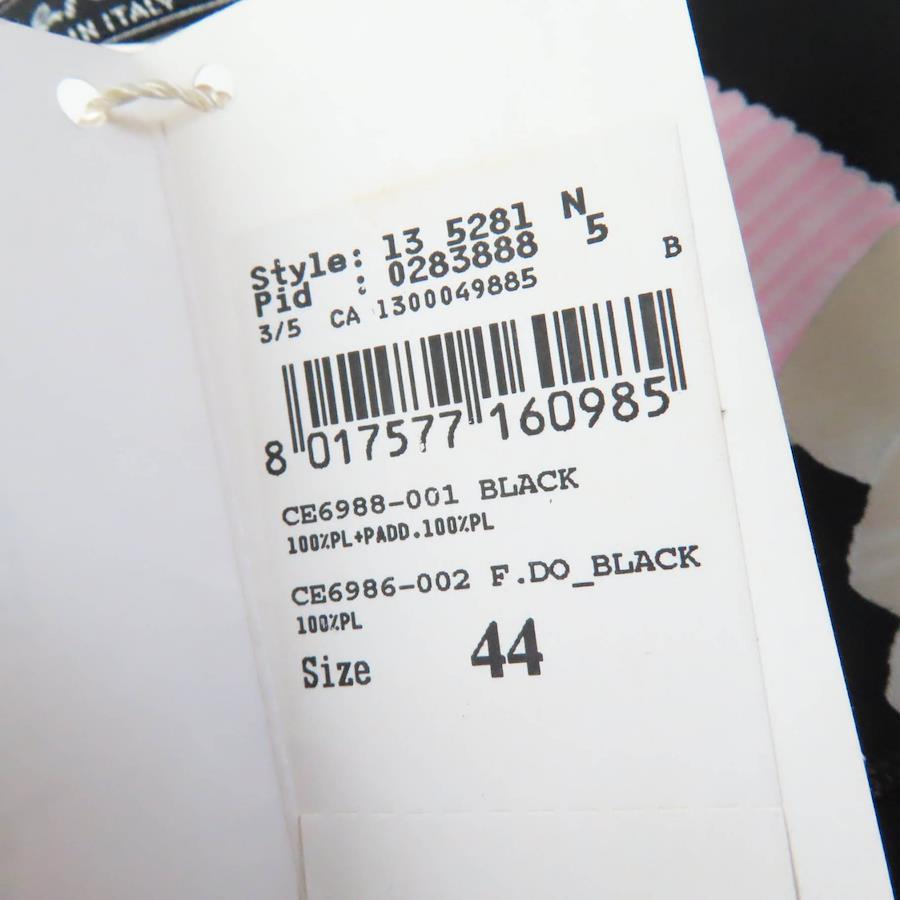 IN ITALY
Style: 13 5281 N
Pid : 0283888 5
3/5 CA 1300049885 B
8 017577 160985
CE6988-001 BLACK
100%PL+PADD.100%PL
CE6986-002 F.DO_BLACK
100%PL
Size 44